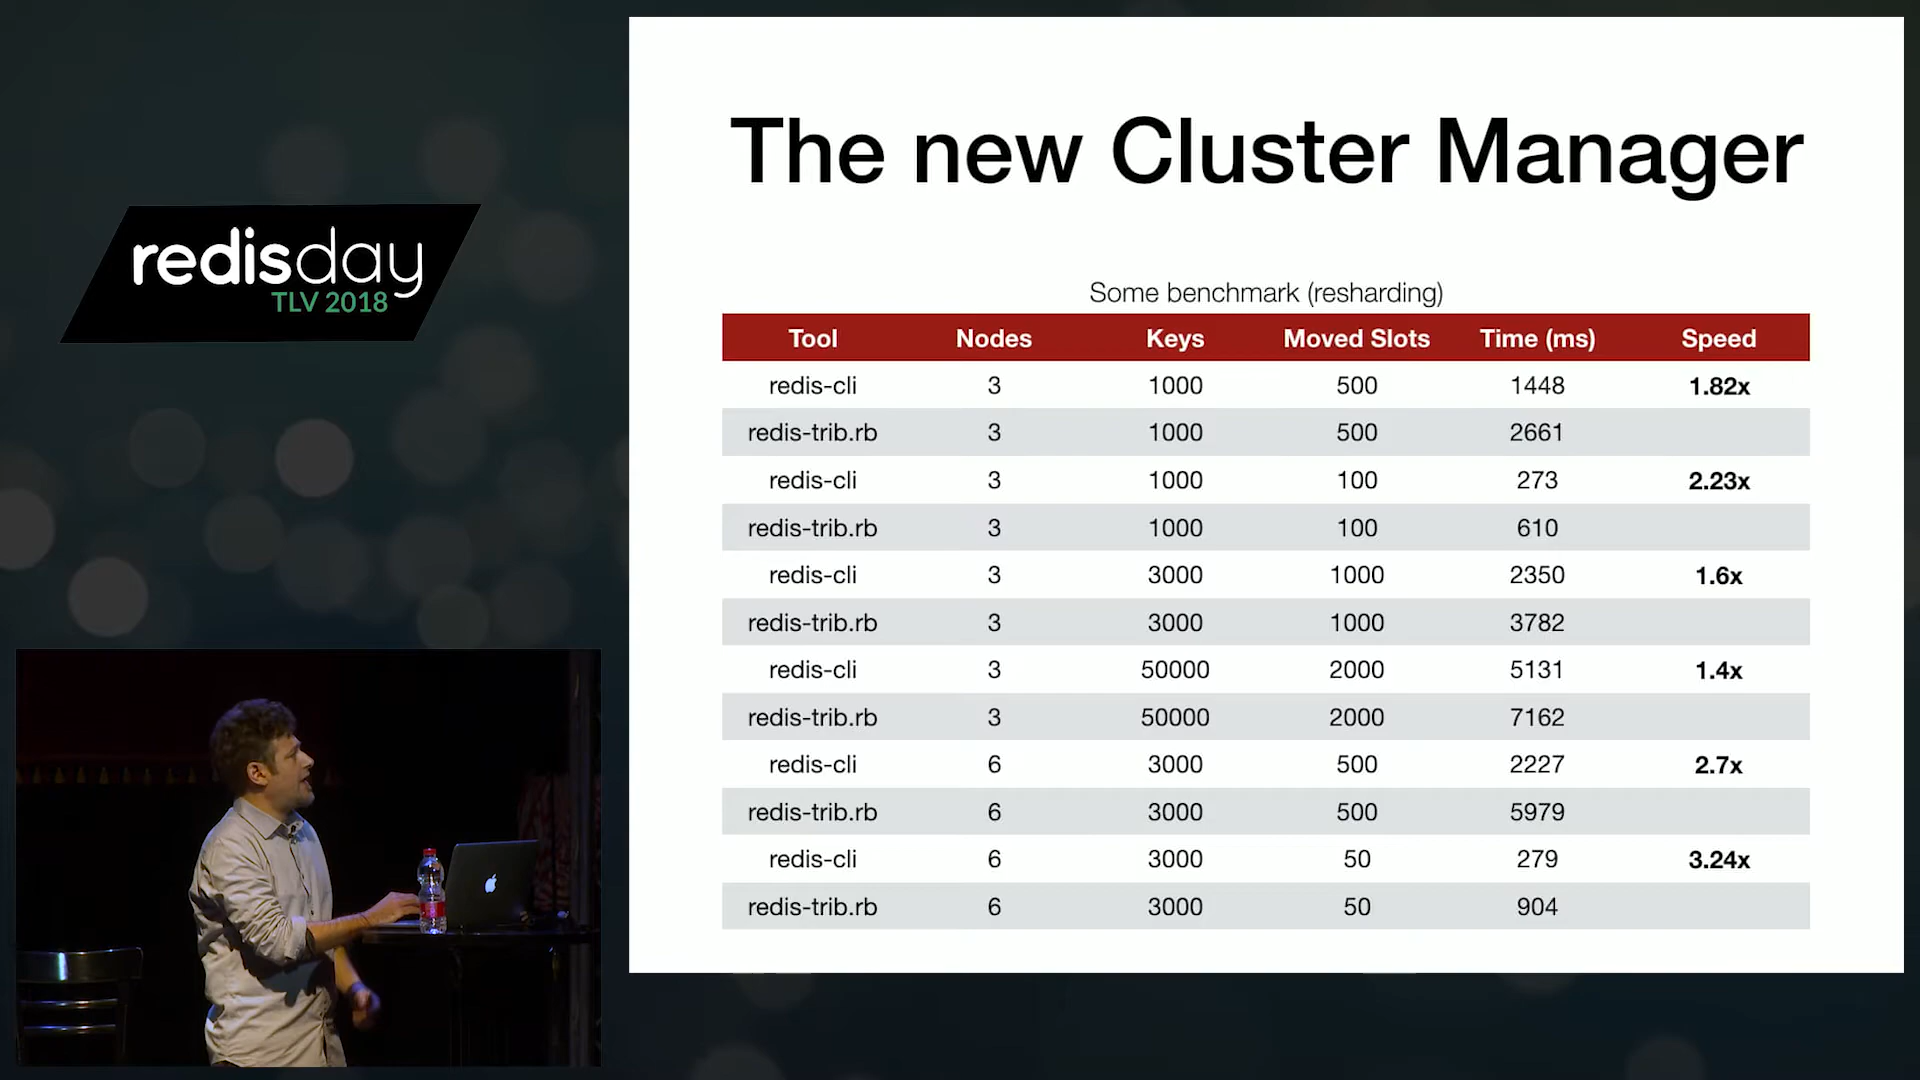 redisday
TLV 2018
The new Cluster Manager
Some benchmark (resharding)
Tool Nodes Keys Moved Slots Time (ms) Speed
redis-cli 3 1000 500 1448 1.82x
redis-trib.rb 3 1000 500 2661
redis-cli 3 1000 100 273 2.23x
redis-trib.rb 3 1000 100 610
redis-cli 3 3000 1000 2350 1.6x
redis-trib.rb 3 3000 1000 3782
redis-cli 3 50000 2000 5131 1.4x
redis-trib.rb 3 50000 2000 7162
redis-cli 6 3000 500 2227 2.7x
redis-trib.rb 6 3000 500 5979
redis-cli 6 3000 50 279 3.24x
redis-trib.rb 6 3000 50 904